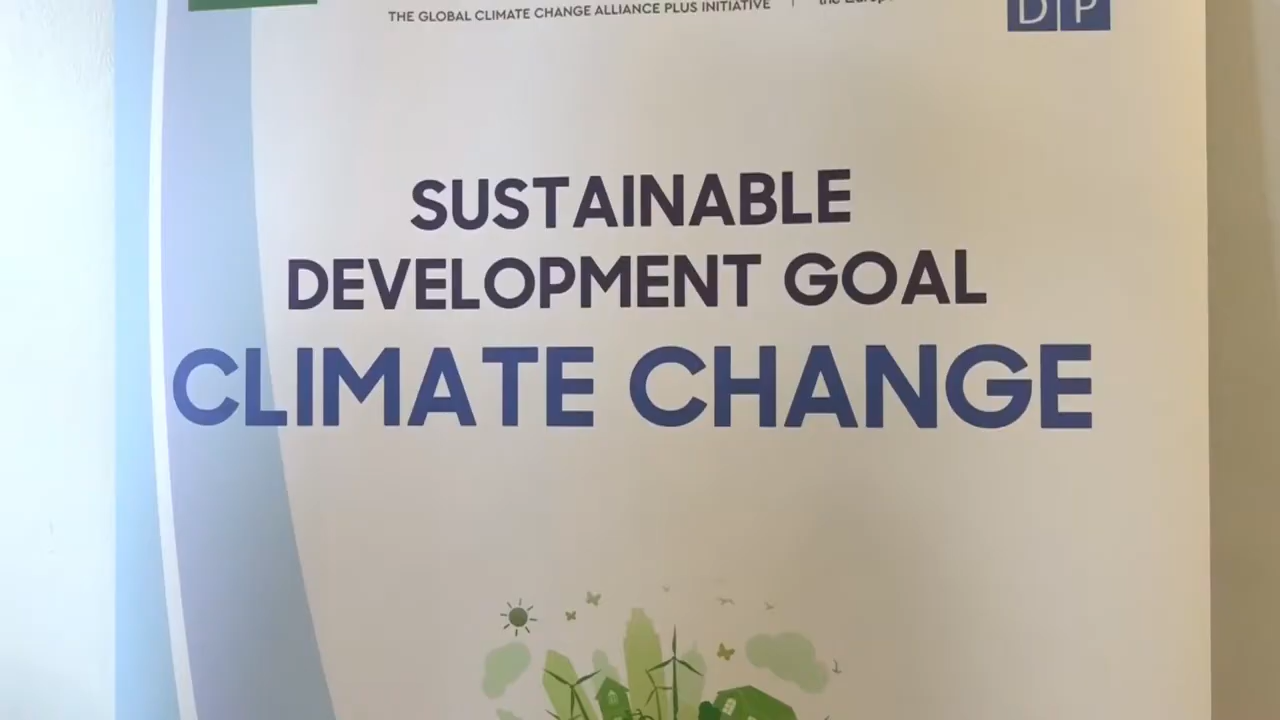 THE GLOBAL CLIMATE CHANGE ALLIANCE PLUS INITIATIVE
D P
SUSTAINABLE
DEVELOPMENT GOAL
CLIMATE CHANGE